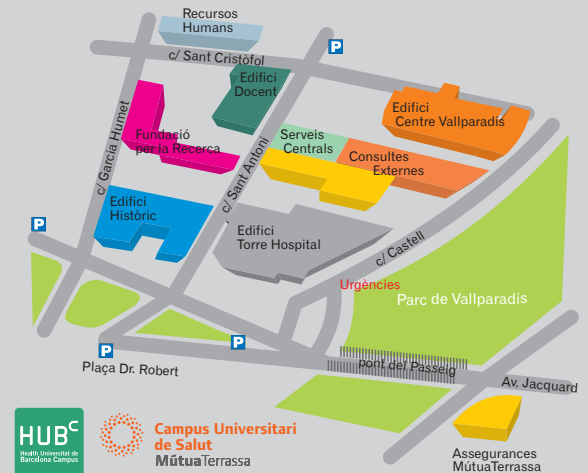 Recursos
Humans
P
c/ Sant Cristòfol
Edifici
Docent
Edifici
Centre Vallparadís
c/ Garcia Humet
Fundació
per la Recerca
Serveis
Centrals
Consultes
Externes
c/ Sant Antoni
Edifici
Històric
P
Edifici
Torre Hospital
c/ Castell
Urgències
Parc de Vallparadís
P
P
Plaça Dr. Robert
pont del Passeig
Av. Jacquard
HUBc
Health Universitat de
Barcelona Campus
Campus Universitari
de Salut
MútuaTerrassa
Assegurances
MútuaTerrassa